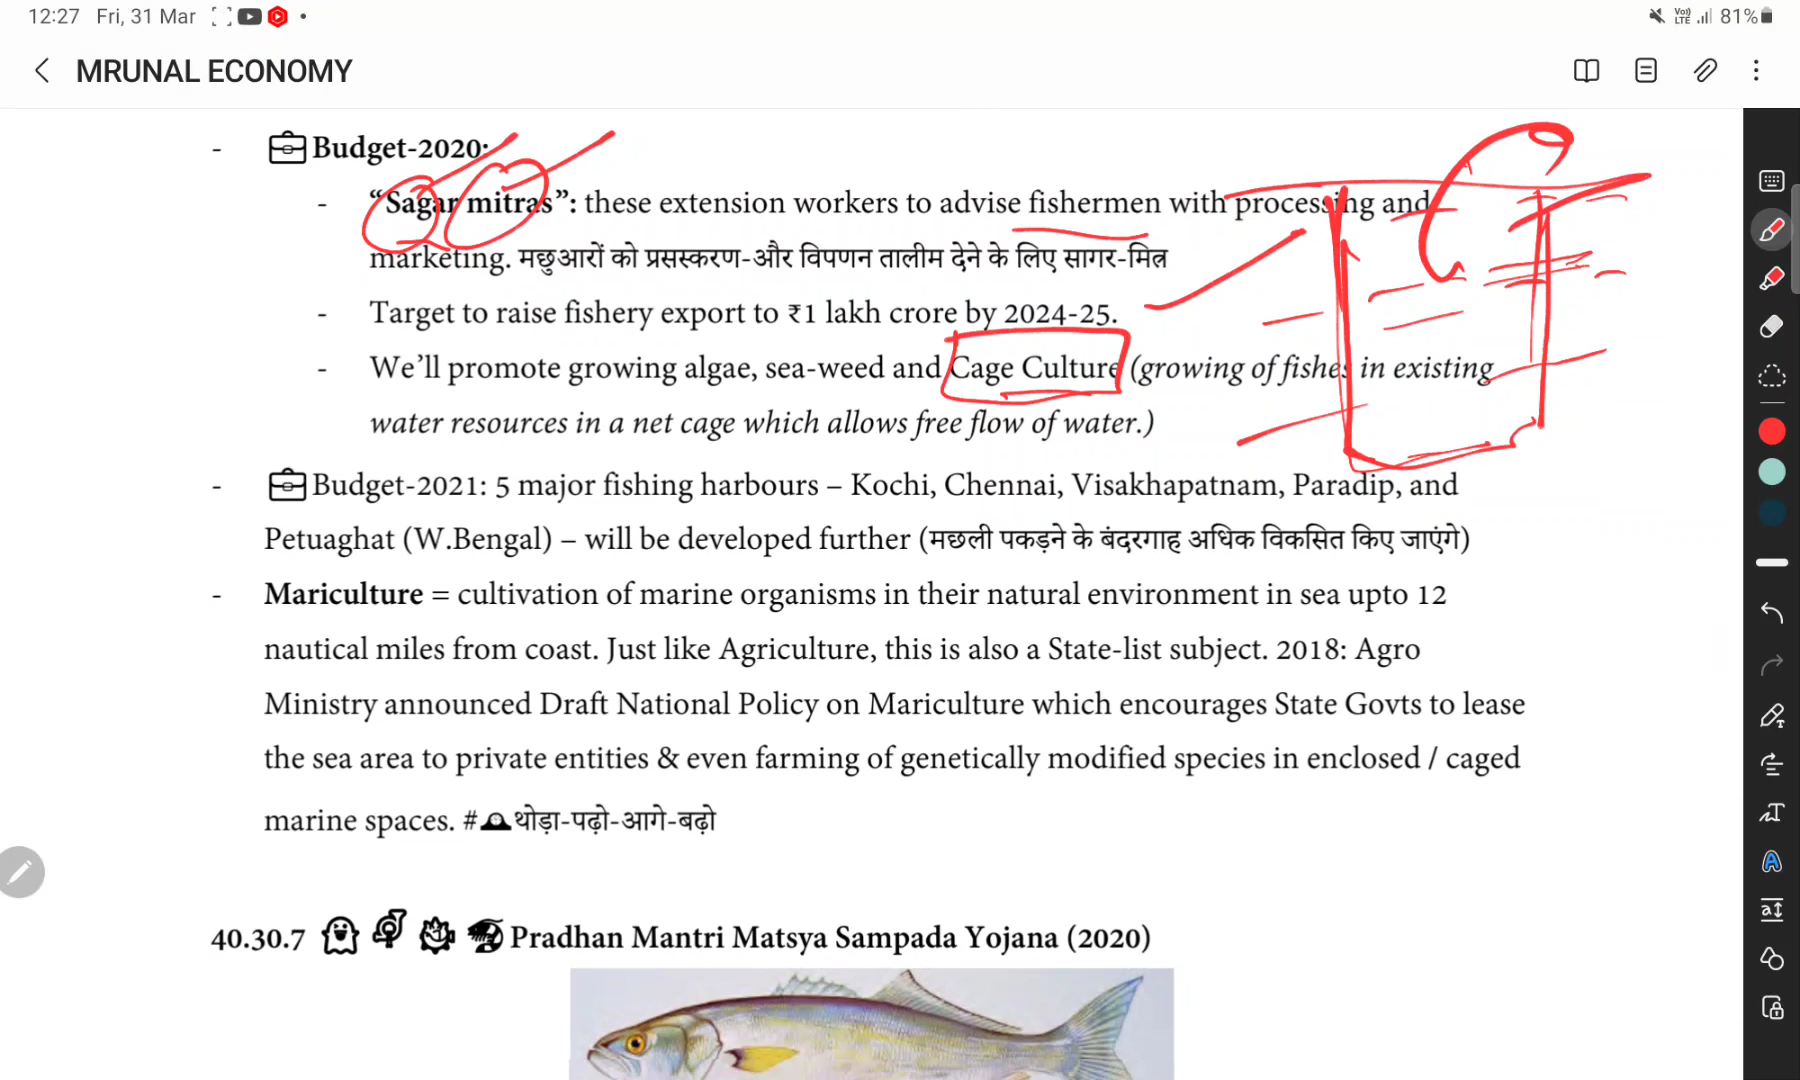 12:27 Fri, 31 Mar
Vo) LTE 81%
MRUNAL ECONOMY
- Budget-2020:
- “Sagar mitras”: these extension workers to advise fishermen with processing and
marketing. मछुआरों को प्रसस्करण-और विपणन तालीम देने के लिए सागर-मित्र
- Target to raise fishery export to ₹1 lakh crore by 2024-25.
- We’ll promote growing algae, sea-weed and Cage Culture (growing of fishes in existing
water resources in a net cage which allows free flow of water.)
- Budget-2021: 5 major fishing harbours – Kochi, Chennai, Visakhapatnam, Paradip, and
Petuaghat (W.Bengal) – will be developed further (मछली पकड़ने के बंदरगाह अधिक विकसित किए जाएंगे)
- Mariculture = cultivation of marine organisms in their natural environment in sea upto 12
nautical miles from coast. Just like Agriculture, this is also a State-list subject. 2018: Agro
Ministry announced Draft National Policy on Mariculture which encourages State Govts to lease
the sea area to private entities & even farming of genetically modified species in enclosed / caged
marine spaces. #थोड़ा-पढ़ो-आगे-बढ़ो
40.30.7 Pradhan Mantri Matsya Sampada Yojana (2020)